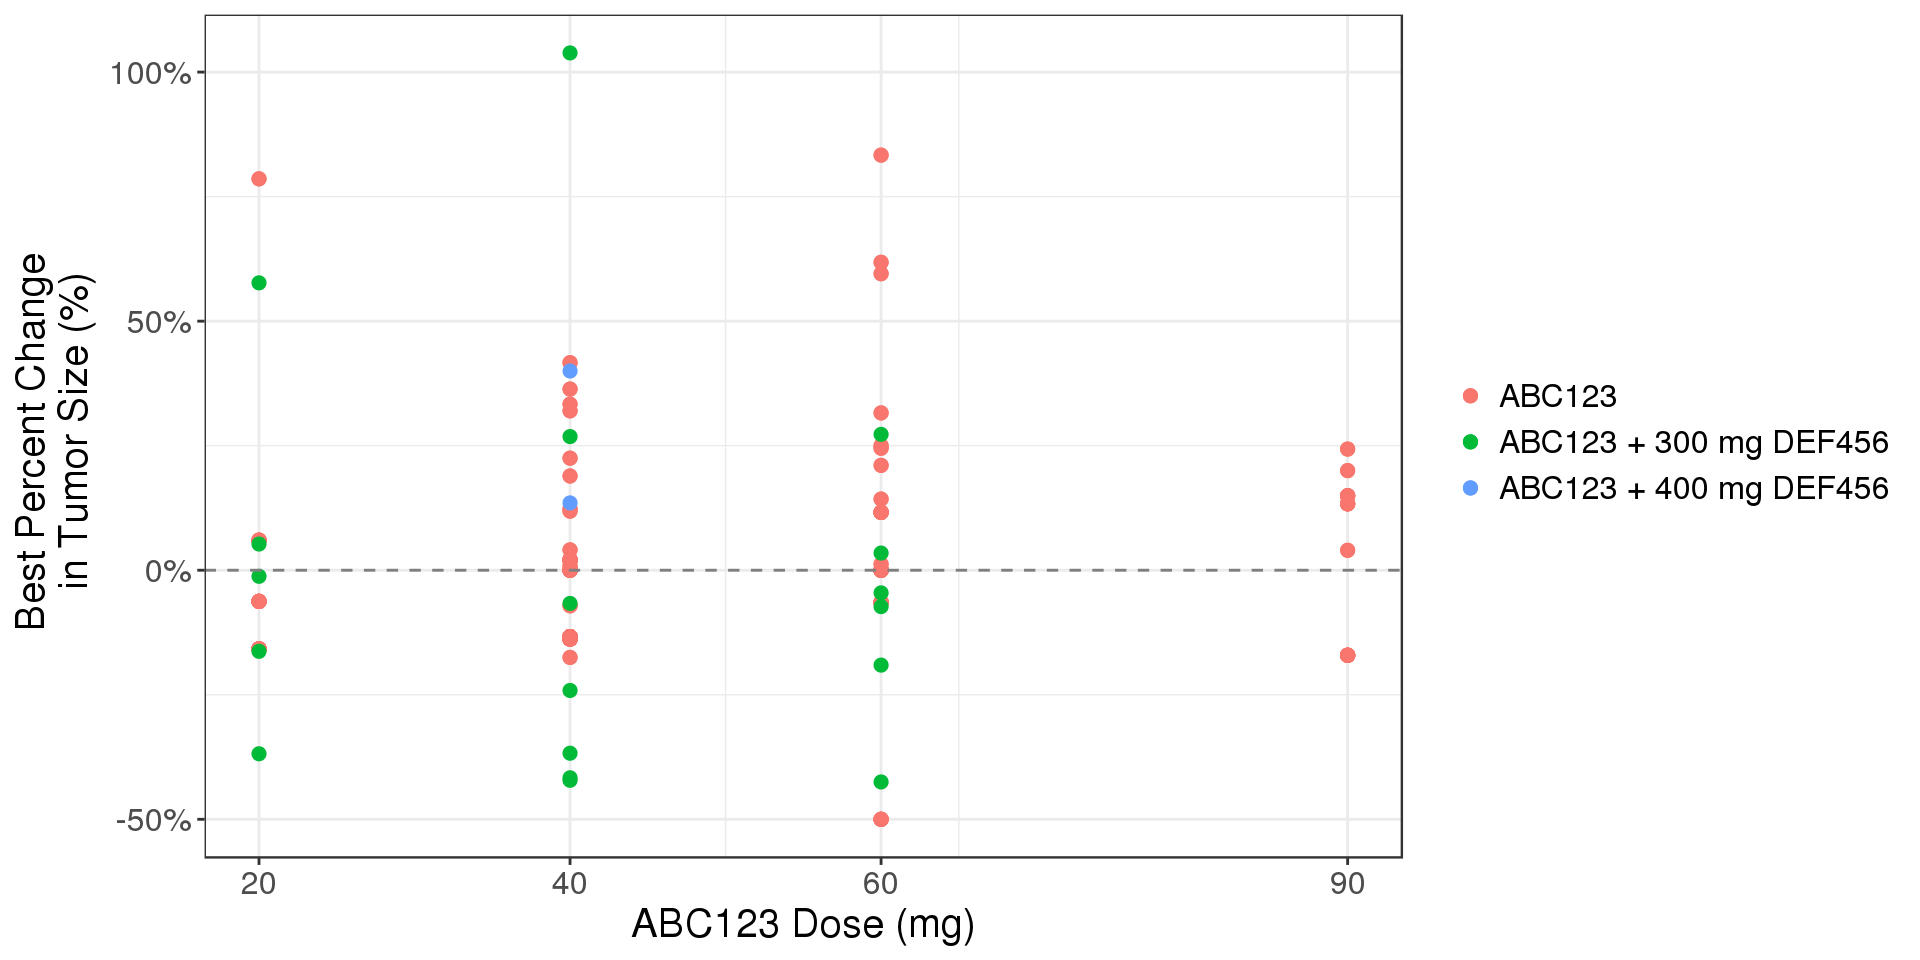 Best Percent Change
in Tumor Size (%)
100%
50%
0%
-50%
20
40
60
90
ABC123 Dose (mg)
ABC123
ABC123 + 300 mg DEF456
ABC123 + 400 mg DEF456